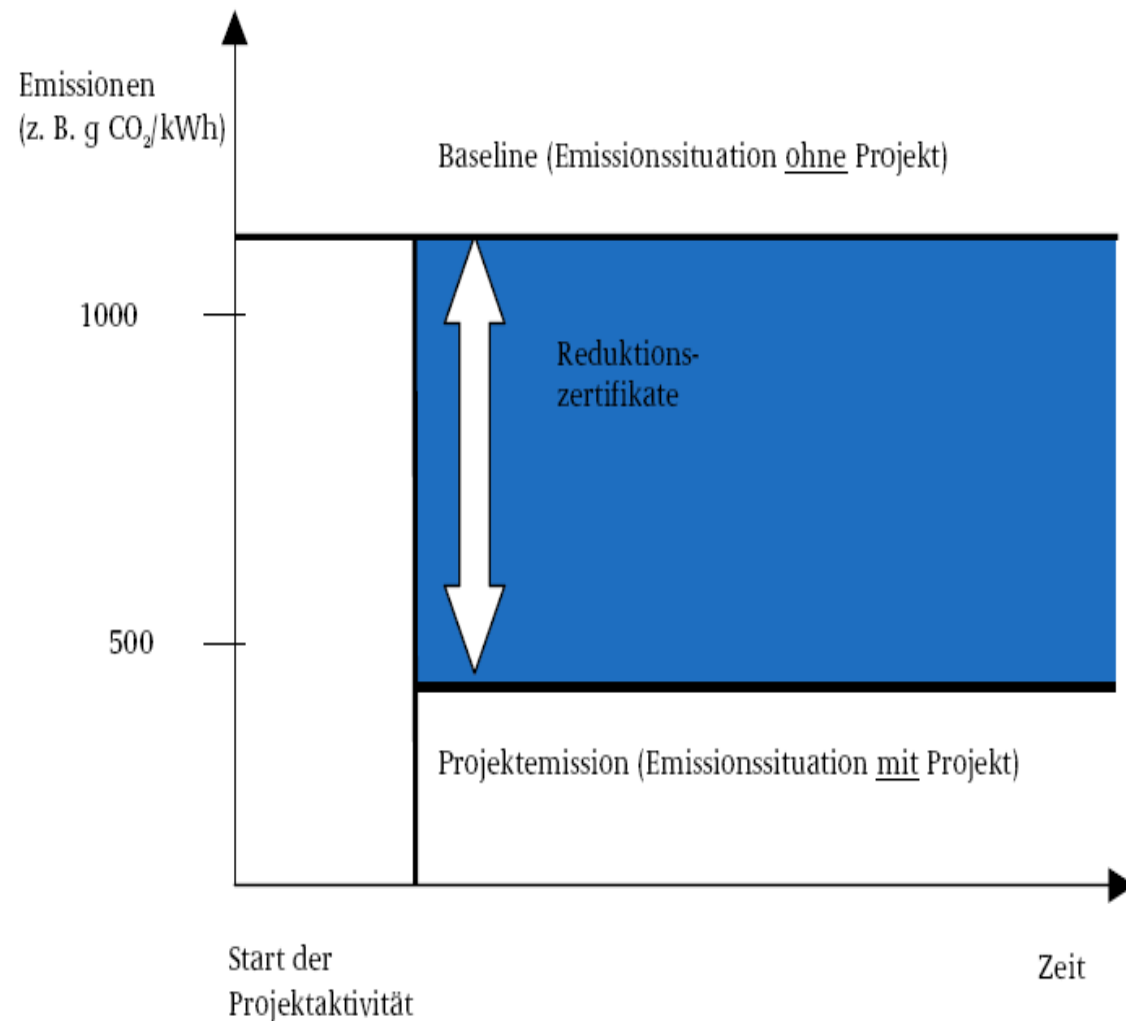 Emissionen
(z. B. g CO₂/kWh)
Baseline (Emissionssituation ohne Projekt)
1000
Reduktions-
zertifikate
500
Projektemission (Emissionssituation mit Projekt)
Start der
Projektaktivität
Zeit